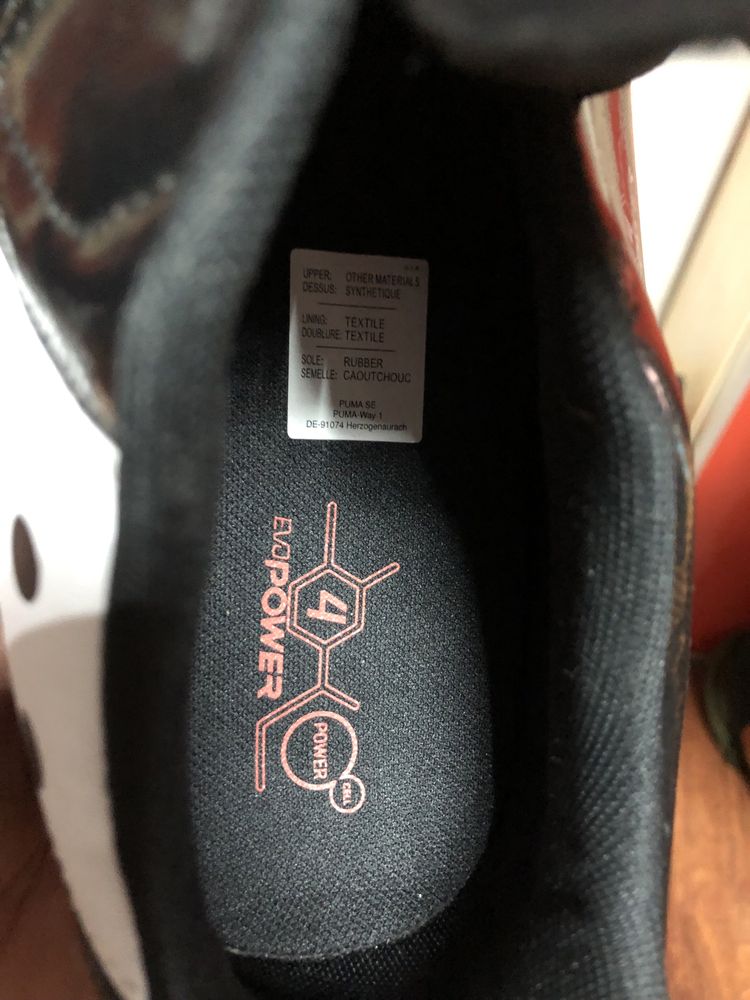 UPPER: OTHER MATERIALS
DESSUS: SYNTHETIQUE
LINING: TEXTILE
DOUBLURE: TEXTILE
SOLE: RUBBER
SEMELLE: CAOUTCHOUC
PUMA SE
PUMA-Way 1
DE-91074 Herzogenaurach
EVOPOWER
4
POWER
CELL